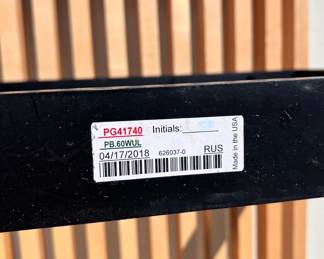 PG41740 Initials:
PB.60WUL
04/17/2018 626037-0 RUS
Made in the USA